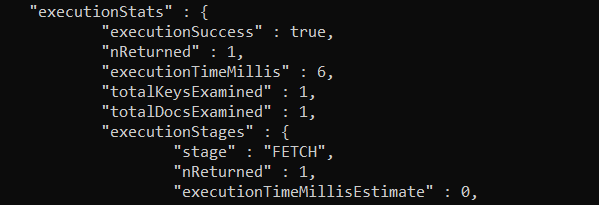 "executionStats" : {
"executionSuccess" : true,
"nReturned" : 1,
"executionTimeMillis" : 6,
"totalKeysExamined" : 1,
"totalDocsExamined" : 1,
"executionStages" : {
"stage" : "FETCH",
"nReturned" : 1,
"executionTimeMillisEstimate" : 0,